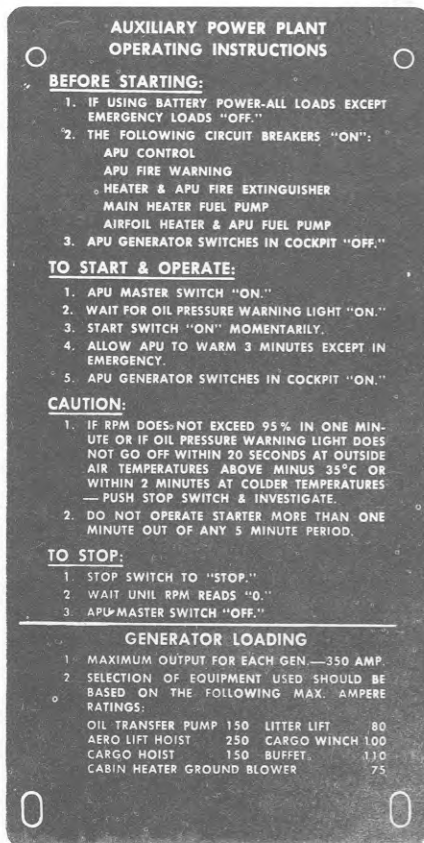 AUXILIARY POWER PLANT
OPERATING INSTRUCTIONS
BEFORE STARTING:
1. IF USING BATTERY POWER-ALL LOADS EXCEPT
EMERGENCY LOADS "OFF."
2. THE FOLLOWING CIRCUIT BREAKERS "ON":
APU CONTROL
APU FIRE WARNING
HEATER & APU FIRE EXTINGUISHER
MAIN HEATER FUEL PUMP
AIRFOIL HEATER & APU FUEL PUMP
3. APU GENERATOR SWITCHES IN COCKPIT "OFF."
TO START & OPERATE:
1. APU MASTER SWITCH "ON."
2. WAIT FOR OIL PRESSURE WARNING LIGHT "ON."
3. START SWITCH "ON" MOMENTARILY.
4. ALLOW APU TO WARM 3 MINUTES EXCEPT IN
EMERGENCY.
5. APU GENERATOR SWITCHES IN COCKPIT "ON."
CAUTION:
1. IF RPM DOES NOT EXCEED 95% IN ONE MIN-
UTE OR IF OIL PRESSURE WARNING LIGHT DOES
NOT GO OFF WITHIN 20 SECONDS AT OUTSIDE
AIR TEMPERATURES ABOVE MINUS 35°C OR
WITHIN 2 MINUTES AT COLDER TEMPERATURES
— PUSH STOP SWITCH & INVESTIGATE.
2. DO NOT OPERATE STARTER MORE THAN ONE
MINUTE OUT OF ANY 5 MINUTE PERIOD.
TO STOP:
1. STOP SWITCH TO "STOP."
2. WAIT UNIL RPM READS "0."
3. APU MASTER SWITCH "OFF."
GENERATOR LOADING
1 MAXIMUM OUTPUT FOR EACH GEN.—350 AMP.
2 SELECTION OF EQUIPMENT USED SHOULD BE
BASED ON THE FOLLOWING MAX. AMPERE
RATINGS:
OIL TRANSFER PUMP 150 LITTER LIFT 80
AERO LIFT HOIST 250 CARGO WINCH 100
CARGO HOIST 150 BUFFET 110
CABIN HEATER GROUND BLOWER 75